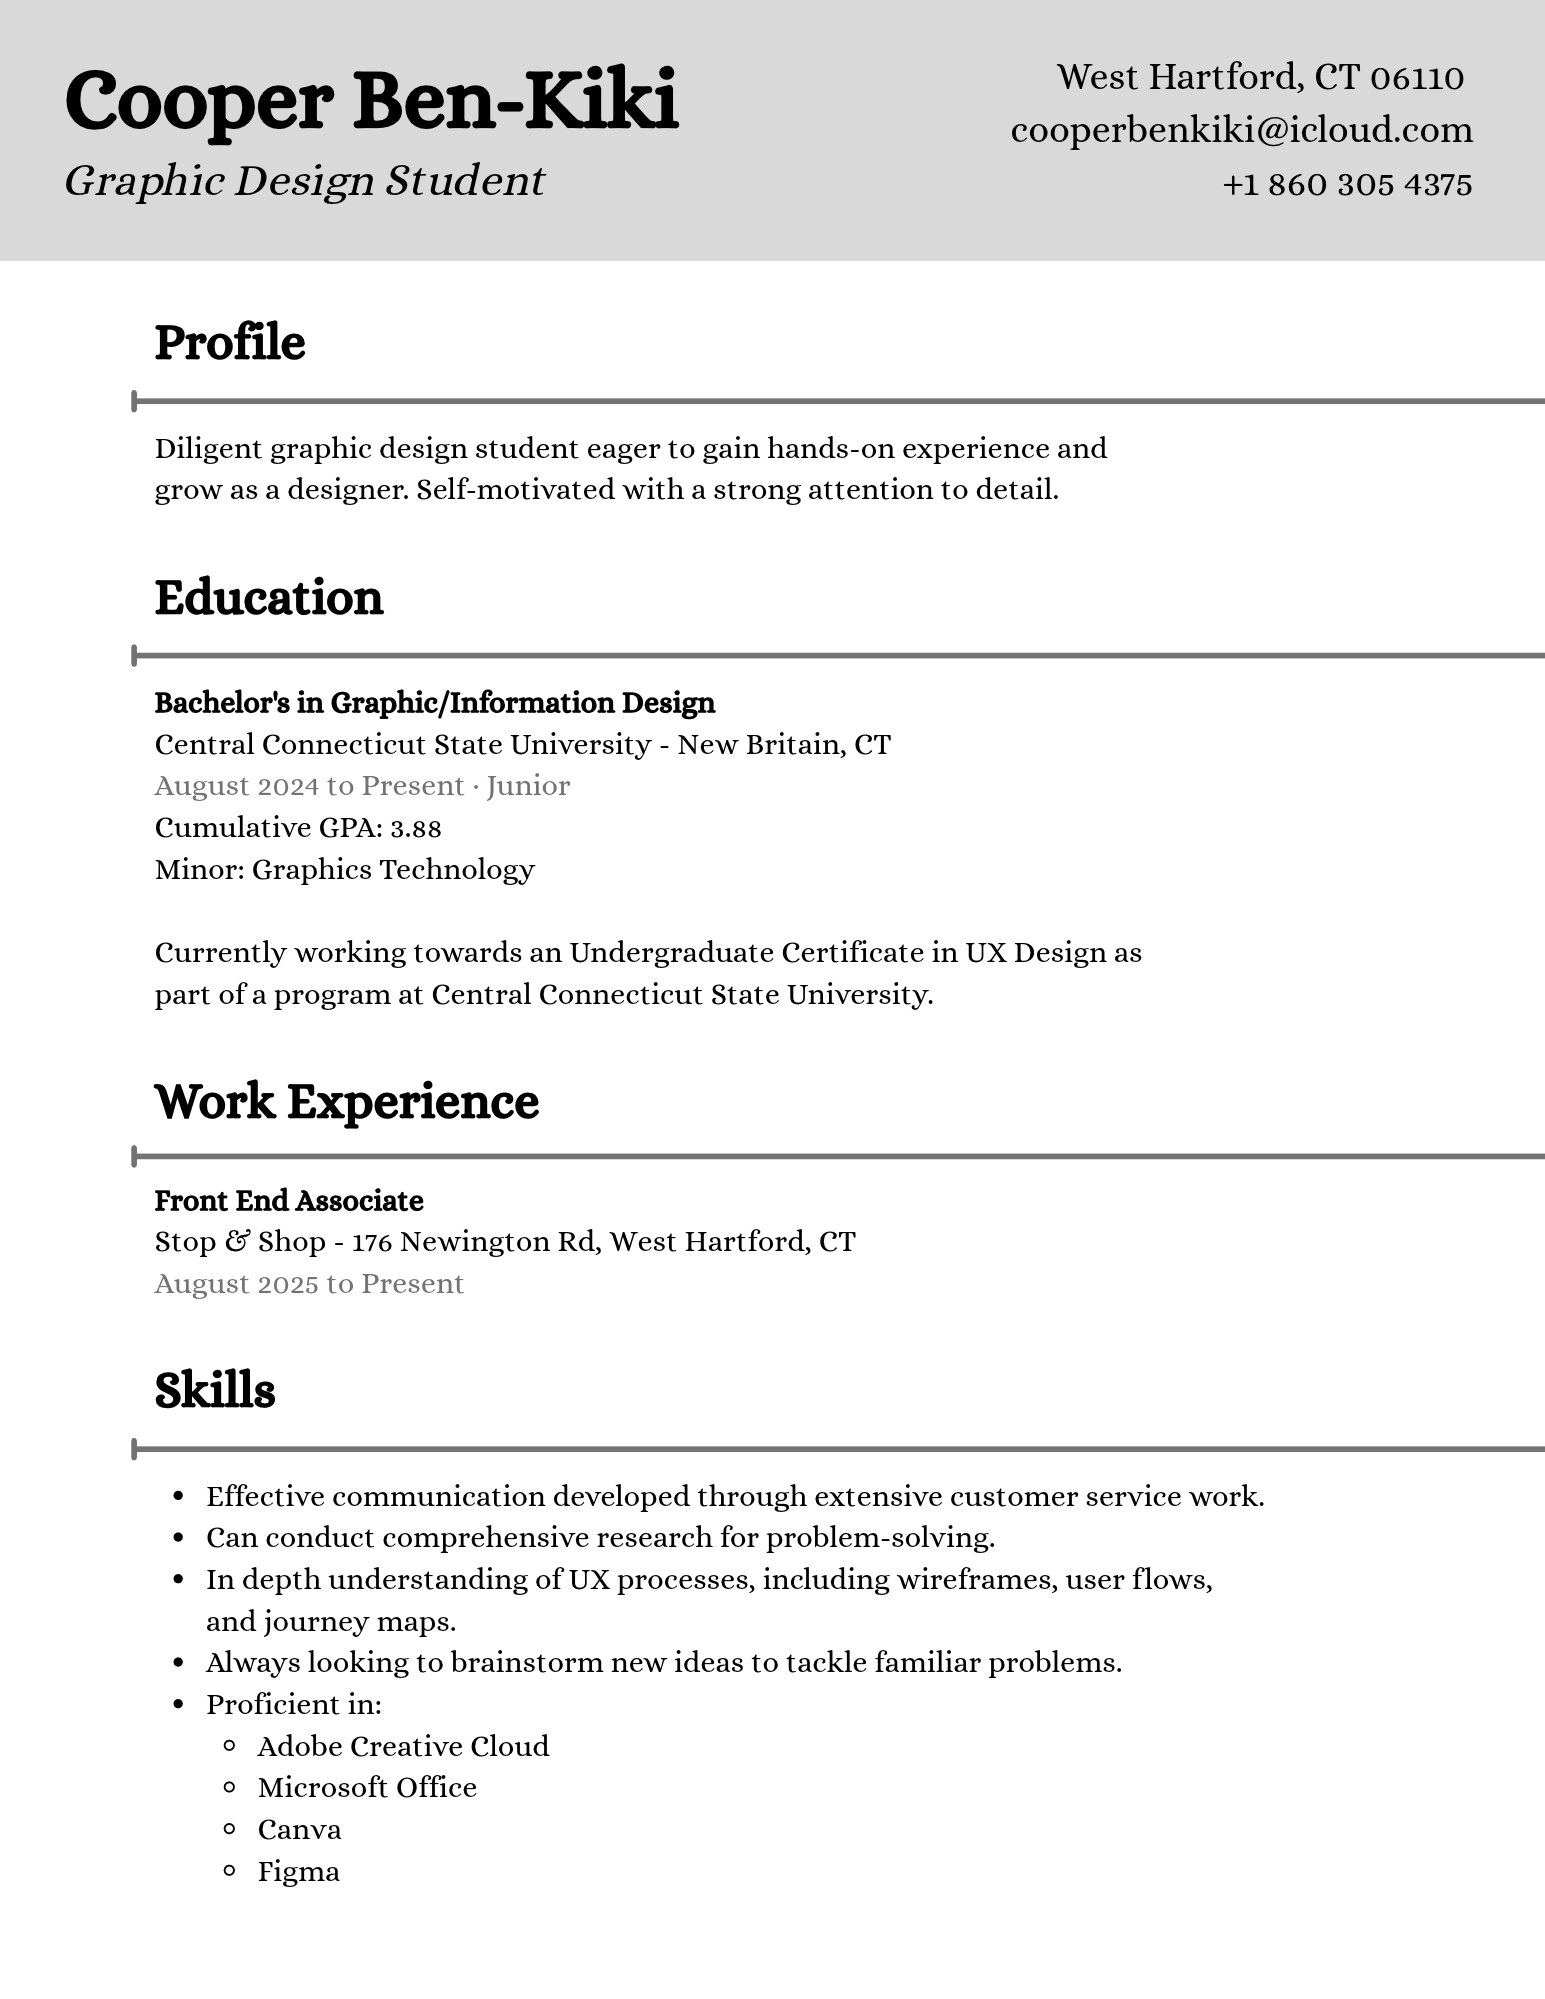 Cooper Ben-Kiki
Graphic Design Student
West Hartford, CT 06110
cooperbenkiki@icloud.com
+1 860 305 4375
Profile
Diligent graphic design student eager to gain hands-on experience and
grow as a designer. Self-motivated with a strong attention to detail.
Education
Bachelor's in Graphic/Information Design
Central Connecticut State University - New Britain, CT
August 2024 to Present · Junior
Cumulative GPA: 3.88
Minor: Graphics Technology
Currently working towards an Undergraduate Certificate in UX Design as
part of a program at Central Connecticut State University.
Work Experience
Front End Associate
Stop & Shop - 176 Newington Rd, West Hartford, CT
August 2025 to Present
Skills
• Effective communication developed through extensive customer service work.
• Can conduct comprehensive research for problem-solving.
• In depth understanding of UX processes, including wireframes, user flows,
and journey maps.
• Always looking to brainstorm new ideas to tackle familiar problems.
• Proficient in:
◦ Adobe Creative Cloud
◦ Microsoft Office
◦ Canva
◦ Figma